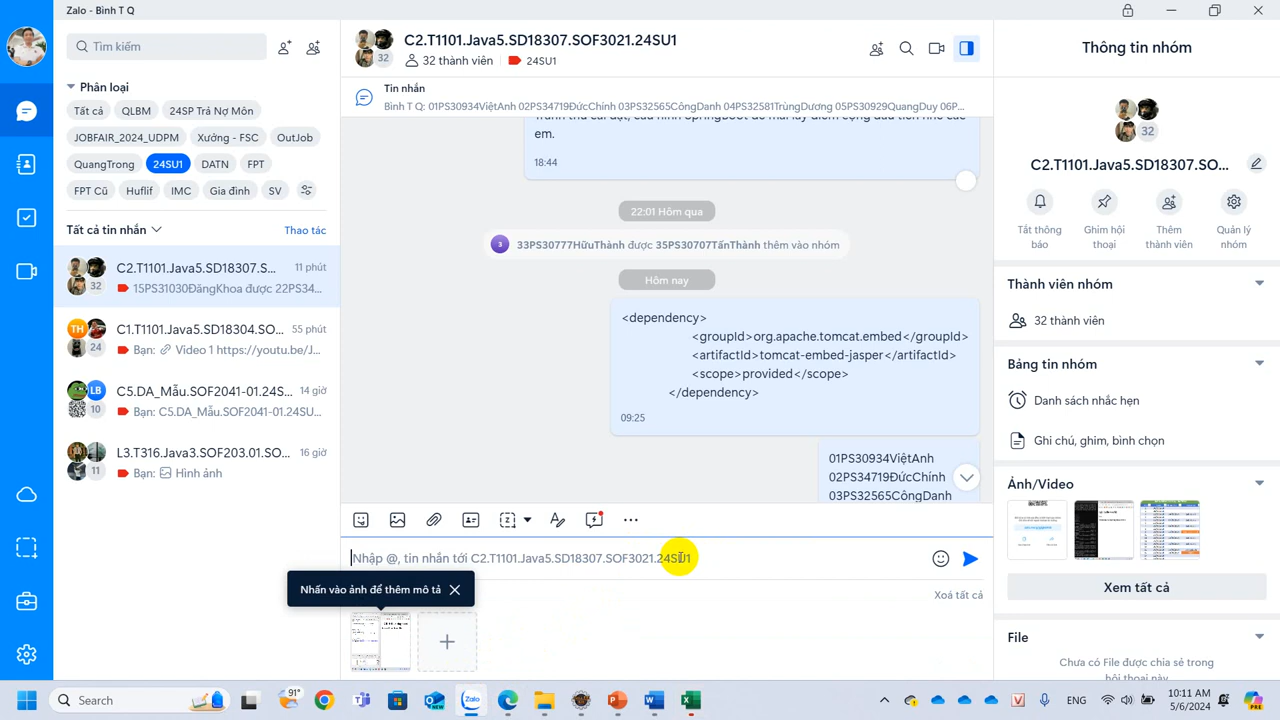 Zalo - Bình T Q
Tìm kiếm
Phân loại
Tất cả
QLBM
24SP Trả Nợ Môn
JOBFAIR_2024_UDPM
Xưởng - FSC
OutJob
QuangTrong
24SU1
DATN
FPT
FPT Cũ
Huflif
IMC
Gia đình
SV
Tất cả tin nhắn
Thao tác
C2.T1101.Java5.SD18307.S...
11 phút
32
15PS31030ĐăngKhoa được 22PS34...
TH
C1.T1101.Java5.SD18304.SO...
55 phút
24
Bạn: Video 1 https://youtu.be/J...
LB
C5.DA_Mẫu.SOF2041-01.24S...
14 giờ
10
Bạn: C5.DA_Mẫu.SOF2041-01.24SU...
L3.T316.Java3.SOF203.01.SO...
16 giờ
11
Bạn: Hình ảnh
32
C2.T1101.Java5.SD18307.SOF3021.24SU1
32 thành viên
24SU1
Tin nhắn
Bình T Q: 01PS30934ViệtAnh 02PS34719ĐứcChính 03PS32565CôngDanh 04PS32581TrùngDương 05PS30929QuangDuy 06P...
em.
18:44
22:01 Hôm qua
3
33PS30777HữuThành được 35PS30707TấnThành thêm vào nhóm
Hôm nay
<dependency>
<groupId>org.apache.tomcat.embed</groupId>
<artifactId>tomcat-embed-jasper</artifactId>
<scope>provided</scope>
</dependency>
09:25
01PS30934ViệtAnh
02PS34719ĐứcChính
03PS32565CôngDanh
Nhập @, tin nhắn tới C2.T1101.Java5.SD18307.SOF3021.24SU1
Nhấn vào ảnh để thêm mô tả
Xoá tất cả
Thông tin nhóm
32
C2.T1101.Java5.SD18307.SO...
Tắt thông báo
Ghim hội thoại
Thêm thành viên
Quản lý nhóm
Thành viên nhóm
32 thành viên
Bảng tin nhóm
Danh sách nhắc hẹn
Ghi chú, ghim, bình chọn
Ảnh/Video
Xem tất cả
File
Chưa có File được chia sẻ trong
Search
91°
Zalo
ENG
10:11 AM
5/6/2024
PRE